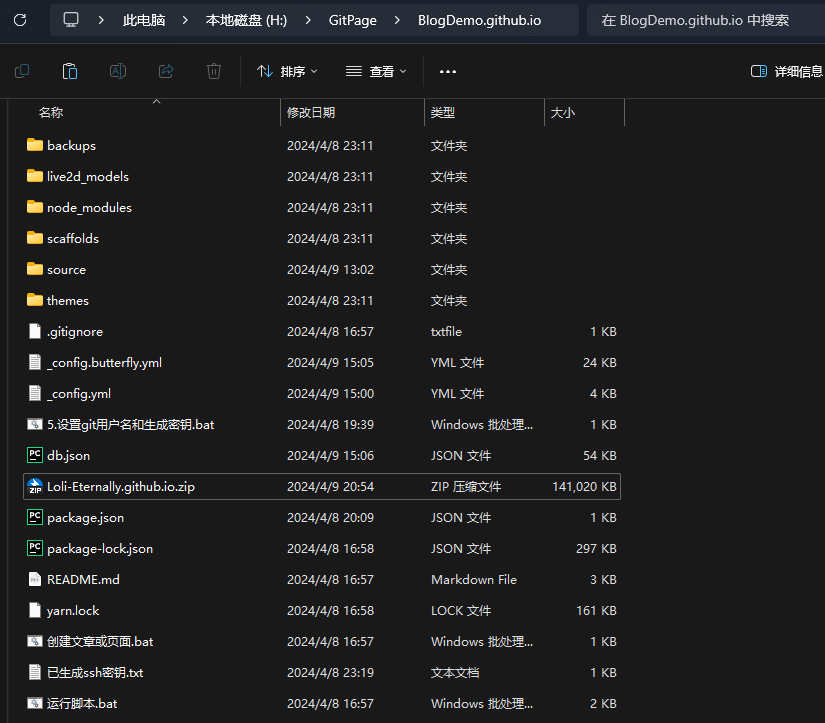 此电脑 本地磁盘 (H:) GitPage BlogDemo.github.io 在 BlogDemo.github.io 中搜索
排序 查看 详细信息
名称 修改日期 类型 大小
backups 2024/4/8 23:11 文件夹
live2d_models 2024/4/8 23:11 文件夹
node_modules 2024/4/8 23:11 文件夹
scaffolds 2024/4/8 23:11 文件夹
source 2024/4/9 13:02 文件夹
themes 2024/4/8 23:11 文件夹
.gitignore 2024/4/8 16:57 txtfile 1 KB
_config.butterfly.yml 2024/4/9 15:05 YML 文件 24 KB
_config.yml 2024/4/9 15:00 YML 文件 4 KB
5.设置git用户名和生成密钥.bat 2024/4/8 19:39 Windows 批处理... 1 KB
PC db.json 2024/4/9 15:06 JSON 文件 54 KB
ZIP Loli-Eternally.github.io.zip 2024/4/9 20:54 ZIP 压缩文件 141,020 KB
PC package.json 2024/4/8 20:09 JSON 文件 1 KB
PC package-lock.json 2024/4/8 16:58 JSON 文件 297 KB
README.md 2024/4/8 16:57 Markdown File 3 KB
yarn.lock 2024/4/8 16:58 LOCK 文件 161 KB
创建文章或页面.bat 2024/4/8 16:57 Windows 批处理... 1 KB
已生成ssh密钥.txt 2024/4/8 23:19 文本文档 1 KB
运行脚本.bat 2024/4/8 16:57 Windows 批处理... 2 KB